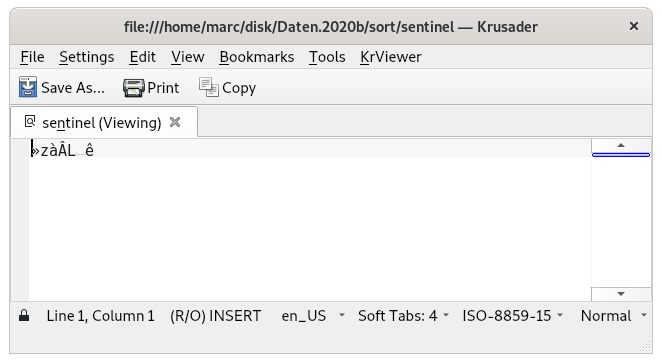 file:///home/marc/disk/Daten.2020b/sort/sentinel — Krusader ×
File Settings Edit View Bookmarks Tools KrViewer
Save As... Print Copy
sentinel (Viewing)
»zàÂL ê
Line 1, Column 1 (R/O) INSERT en_US Soft Tabs: 4 ISO-8859-15 Normal